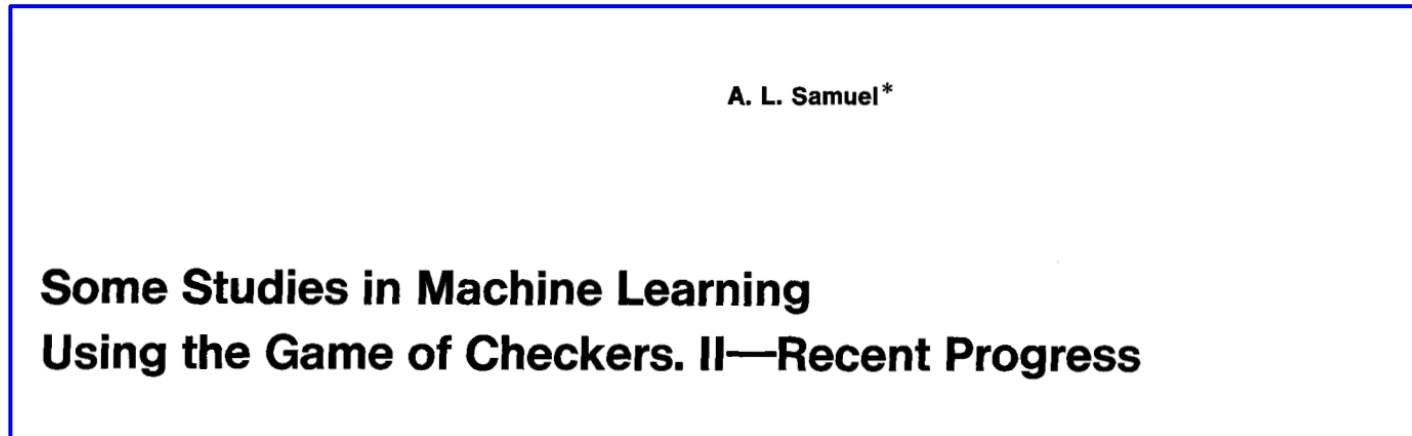 A. L. Samuel*
Some Studies in Machine Learning
Using the Game of Checkers. II—Recent Progress